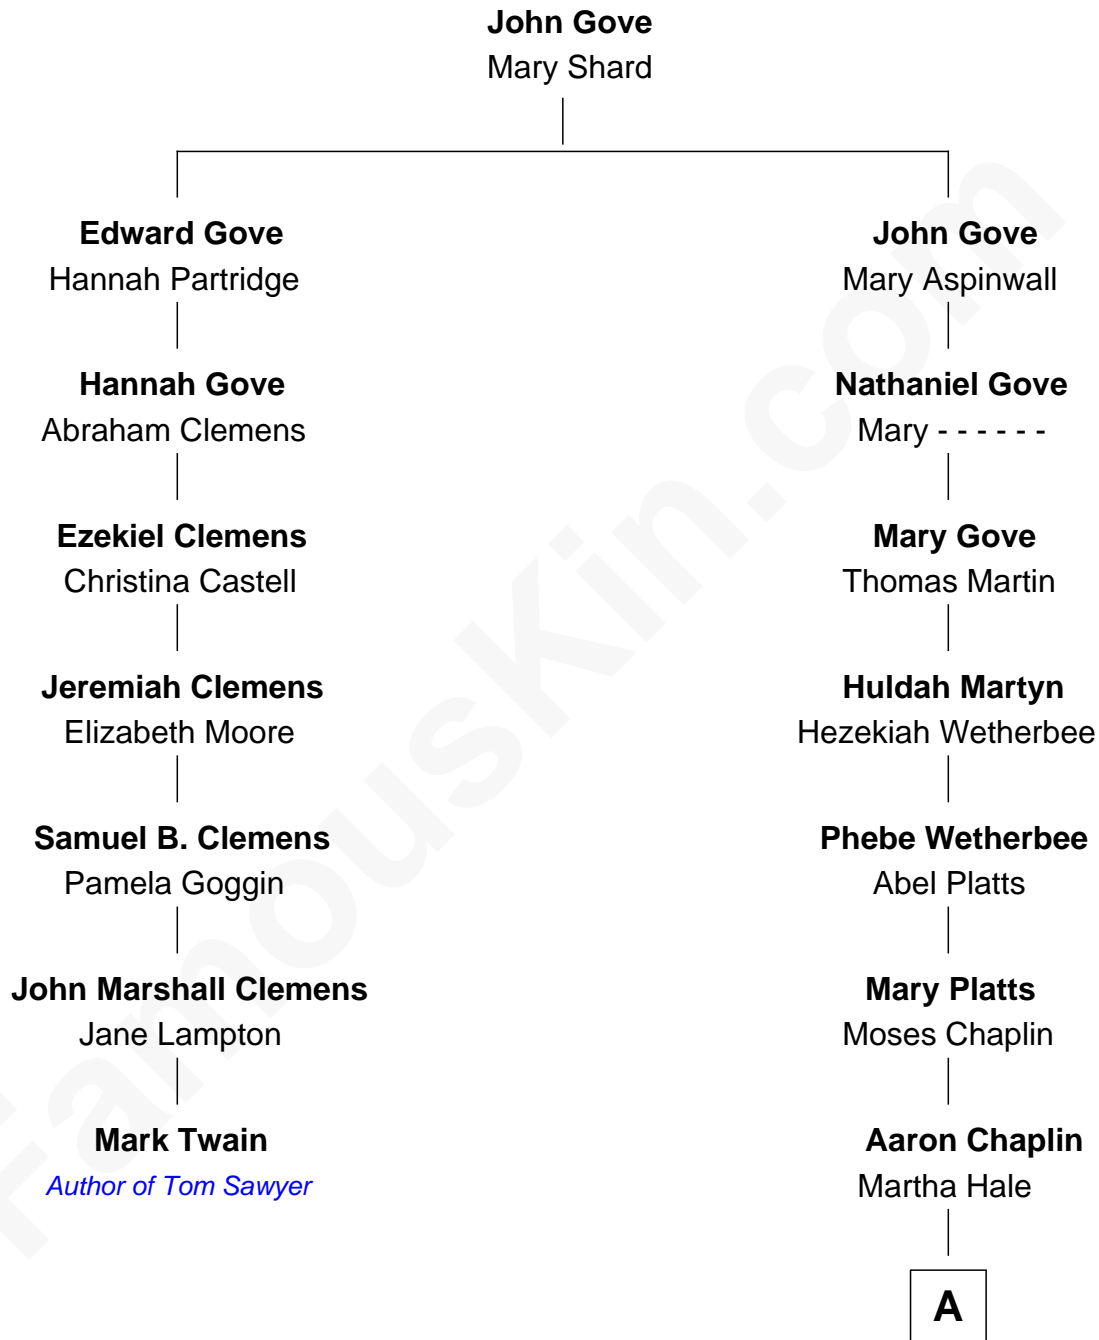 John Gove
Mary Shard
Edward Gove
Hannah Partridge
John Gove
Mary Aspinwall
Hannah Gove
Abraham Clemens
Nathaniel Gove
Mary - - - - - -
Ezekiel Clemens
Christina Castell
Mary Gove
Thomas Martin
Jeremiah Clemens
Elizabeth Moore
Huldah Martyn
Hezekiah Wetherbee
Samuel B. Clemens
Pamela Goggin
Phebe Wetherbee
Abel Platts
John Marshall Clemens
Jane Lampton
Mary Platts
Moses Chaplin
Mark Twain
Author of Tom Sawyer
Aaron Chaplin
Martha Hale
A
FamousKin.com